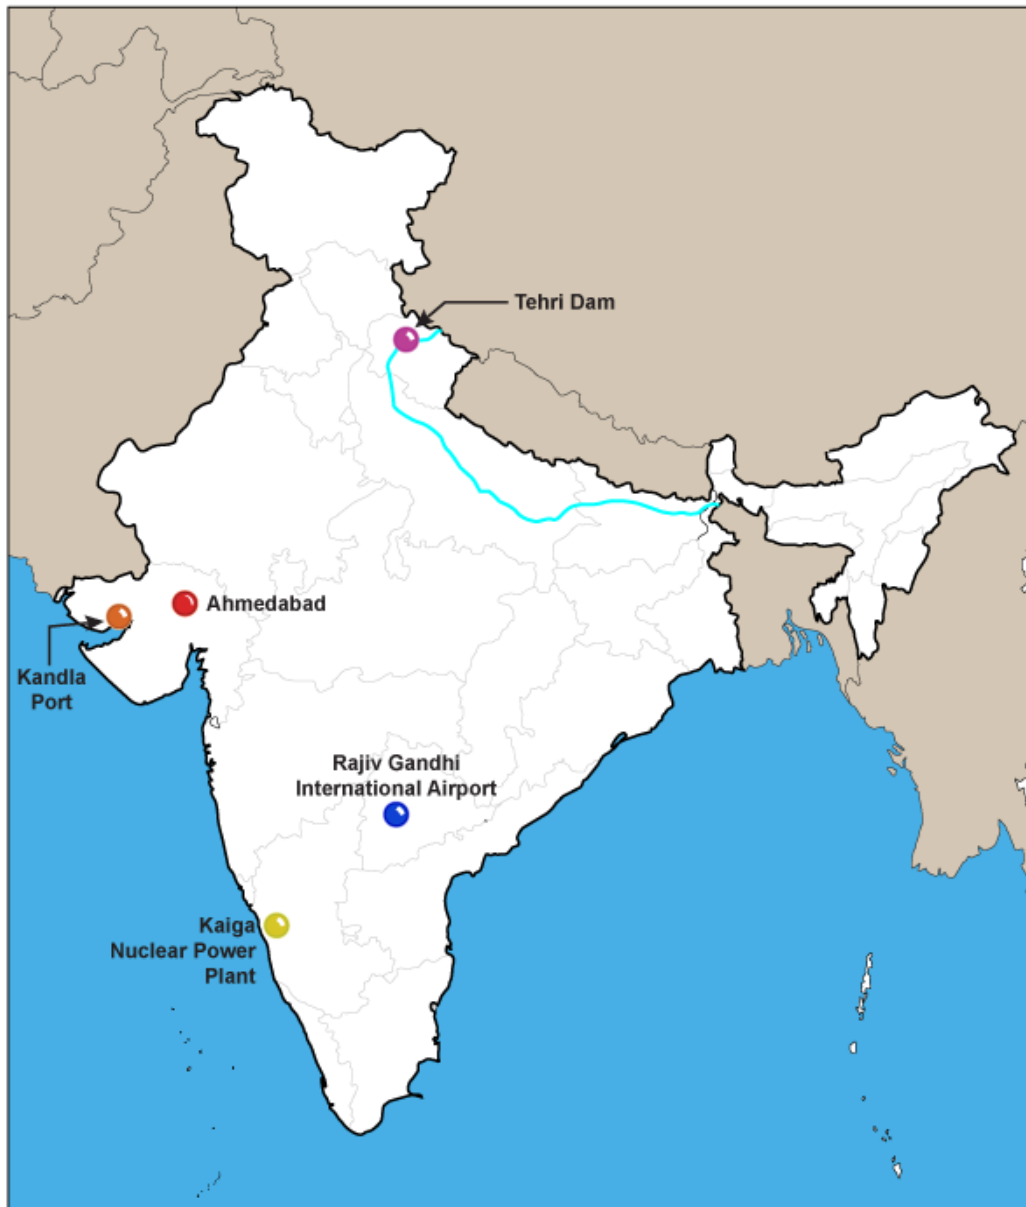 Tehri Dam
Ahmedabad
Kandla
Port
Rajiv Gandhi
International Airport
Kaiga
Nuclear Power
Plant